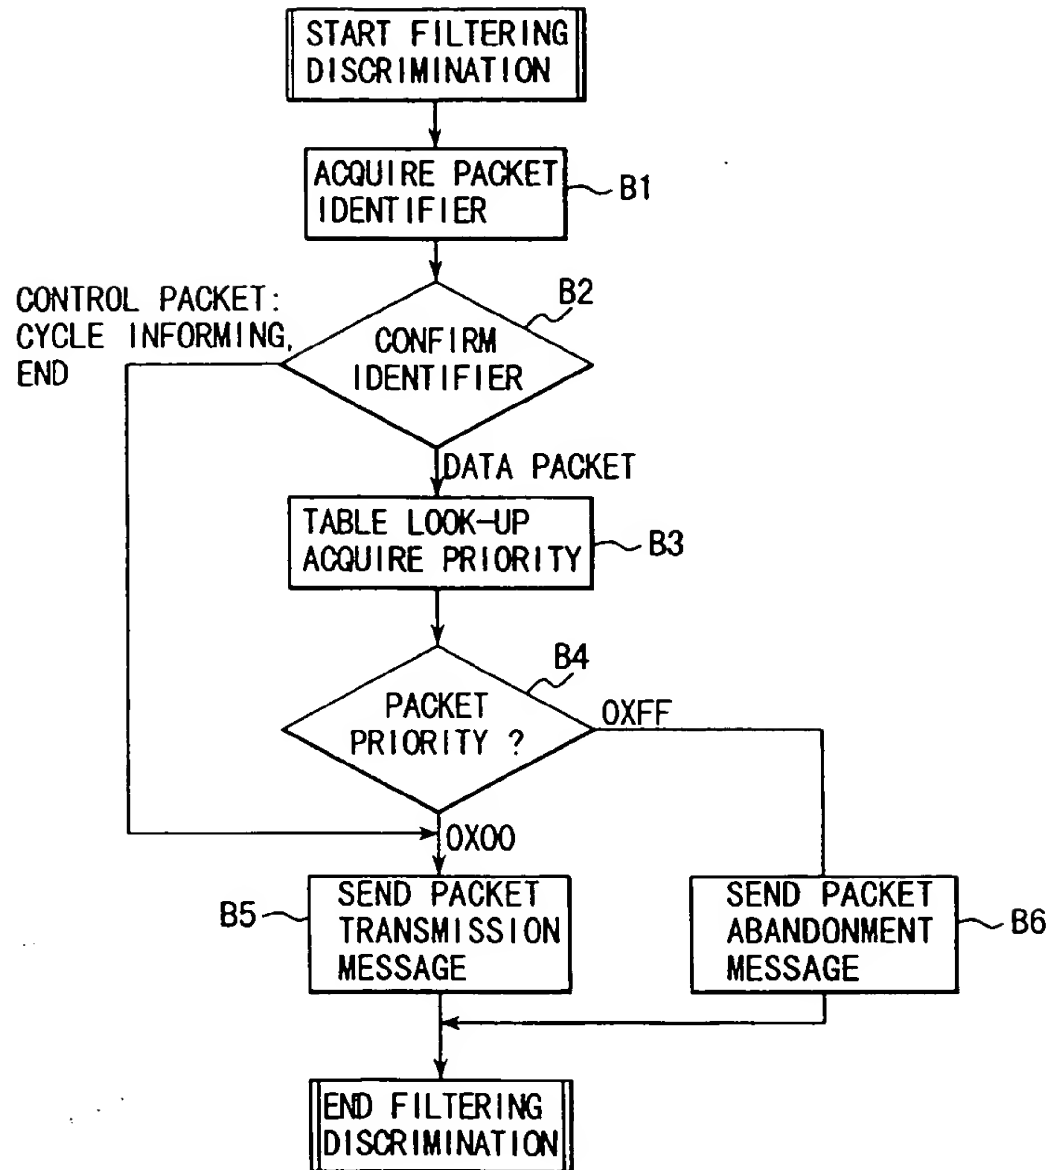 START FILTERING
DISCRIMINATION
ACQUIRE PACKET
IDENTIFIER
B1
CONTROL PACKET:
CYCLE INFORMING,
END
B2
CONFIRM
IDENTIFIER
DATA PACKET
TABLE LOOK-UP
ACQUIRE PRIORITY
B3
B4
PACKET
PRIORITY ?
0XFF
0X00
B5
SEND PACKET
TRANSMISSION
MESSAGE
SEND PACKET
ABANDONMENT
MESSAGE
B6
END FILTERING
DISCRIMINATION